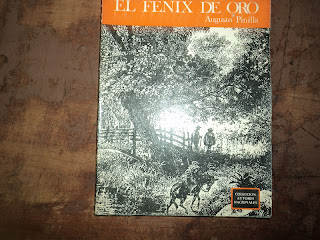 EL FENIX DE ORO
Augusto Pinilla
COLECCION
AUTORES
NACIONALES